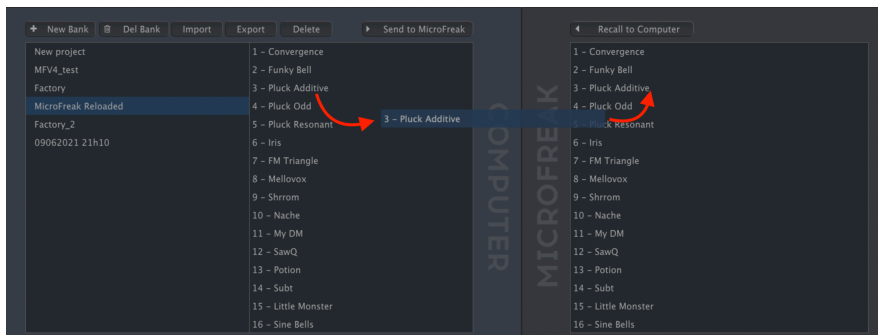 + New Bank Del Bank Import Export Delete Send to MicroFreak
New project
MFV4_test
Factory
MicroFreak Reloaded
Factory_2
09062021 21h10
1 – Convergence
2 – Funky Bell
3 – Pluck Additive
4 – Pluck Odd
5 – Pluck Resonant
6 – Iris
7 – FM Triangle
8 – Mellovox
9 – Shrrom
10 – Nache
11 – My DM
12 – SawQ
13 – Potion
14 – Subt
15 – Little Monster
16 – Sine Bells
3 – Pluck Additive
COMPUTER
MICROFREAK
Recall to Computer
1 – Convergence
2 – Funky Bell
3 – Pluck Additive
4 – Pluck Odd
5 – Pluck Resonant
6 – Iris
7 – FM Triangle
8 – Mellovox
9 – Shrrom
10 – Nache
11 – My DM
12 – SawQ
13 – Potion
14 – Subt
15 – Little Monster
16 – Sine Bells